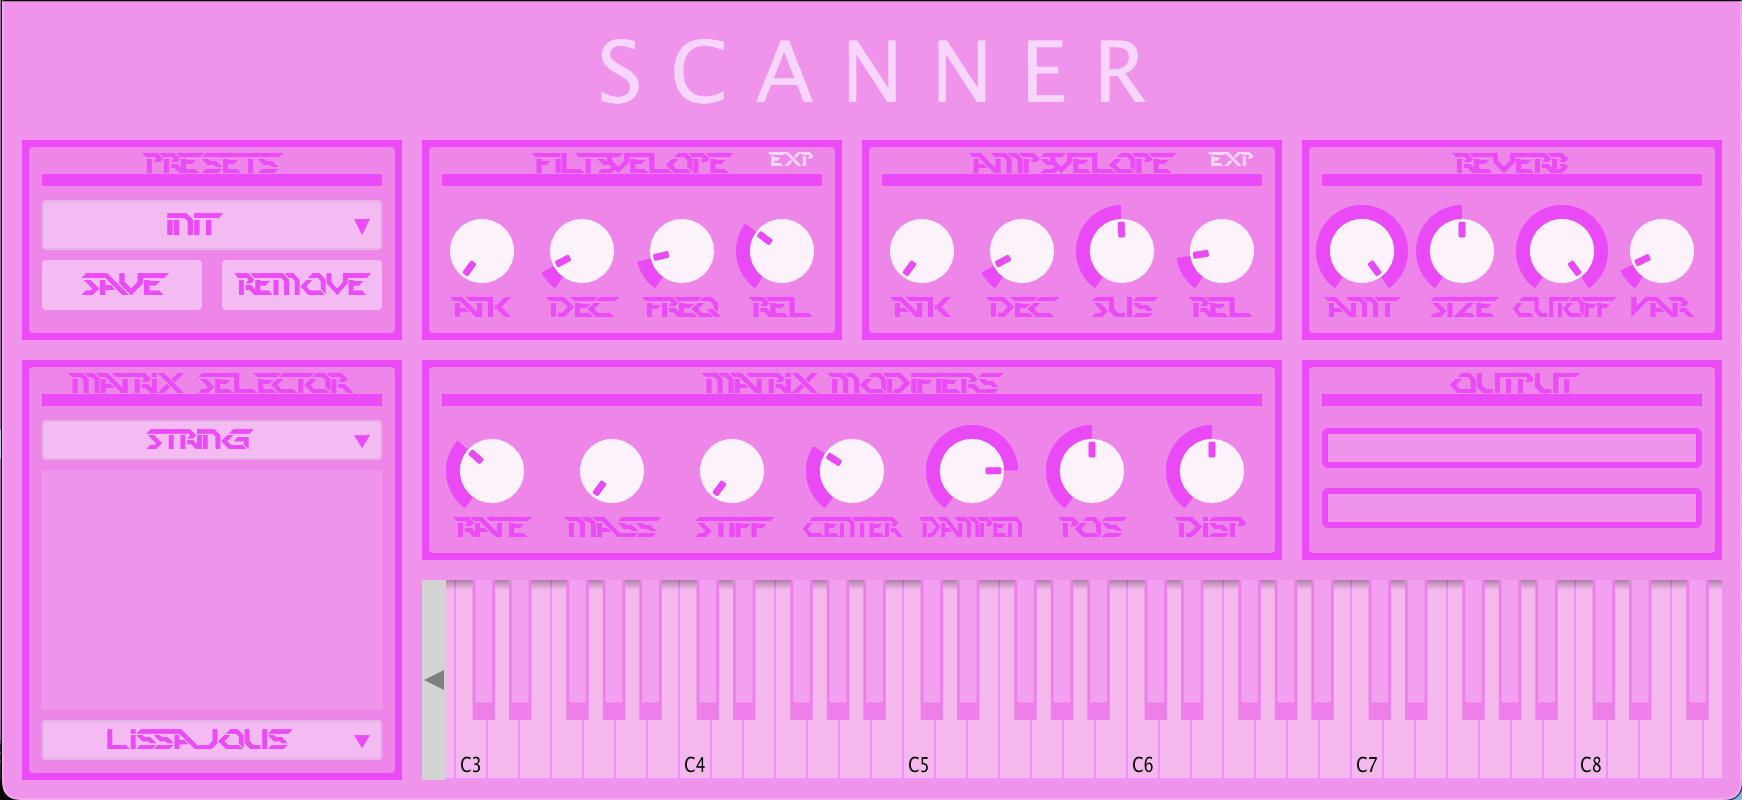 SCANNER
PRESETS
INIT
SAVE REMOVE
FILT3VELOPE EXP
ATK DEC FREQ REL
AMP3VELOPE EXP
ATK DEC SUS REL
REVERB
AMT SIZE CUTOFF VAR
MATRIX SELECTOR
STRING
LISSAJOUS
MATRIX MODIFIERS
RATE MASS STIFF CENTER DAMPEN POS DISP
OUTPUT
C3 C4 C5 C6 C7 C8